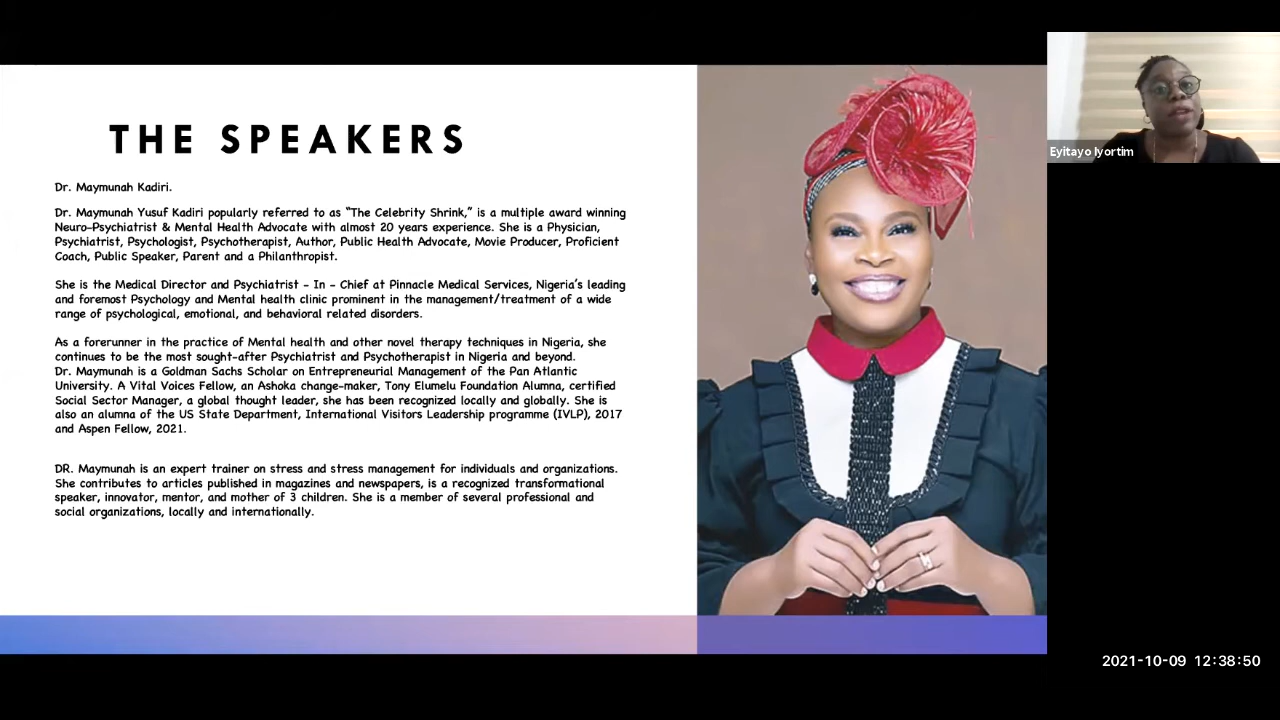 THE SPEAKERS
Dr. Maymunah Kadiri.
Dr. Maymunah Yusuf Kadiri popularly referred to as “The Celebrity Shrink,” is a multiple award winning
Neuro-Psychiatrist & Mental Health Advocate with almost 20 years experience. She is a Physician,
Psychiatrist, Psychologist, Psychotherapist, Author, Public Health Advocate, Movie Producer, Proficient
Coach, Public Speaker, Parent and a Philanthropist.
She is the Medical Director and Psychiatrist - In - Chief at Pinnacle Medical Services, Nigeria’s leading
and foremost Psychology and Mental health clinic prominent in the management/treatment of a wide
range of psychological, emotional, and behavioral related disorders.
As a forerunner in the practice of Mental health and other novel therapy techniques in Nigeria, she
continues to be the most sought-after Psychiatrist and Psychotherapist in Nigeria and beyond.
Dr. Maymunah is a Goldman Sachs Scholar on Entrepreneurial Management of the Pan Atlantic
University. A Vital Voices Fellow, an Ashoka change-maker, Tony Elumelu Foundation Alumna, certified
Social Sector Manager, a global thought leader, she has been recognized locally and globally. She is
also an alumna of the US State Department, International Visitors Leadership programme (IVLP), 2017
and Aspen Fellow, 2021.
DR. Maymunah is an expert trainer on stress and stress management for individuals and organizations.
She contributes to articles published in magazines and newspapers, is a recognized transformational
speaker, innovator, mentor, and mother of 3 children. She is a member of several professional and
social organizations, locally and internationally.
Eyitayo Iyortim
2021-10-09 12:38:50